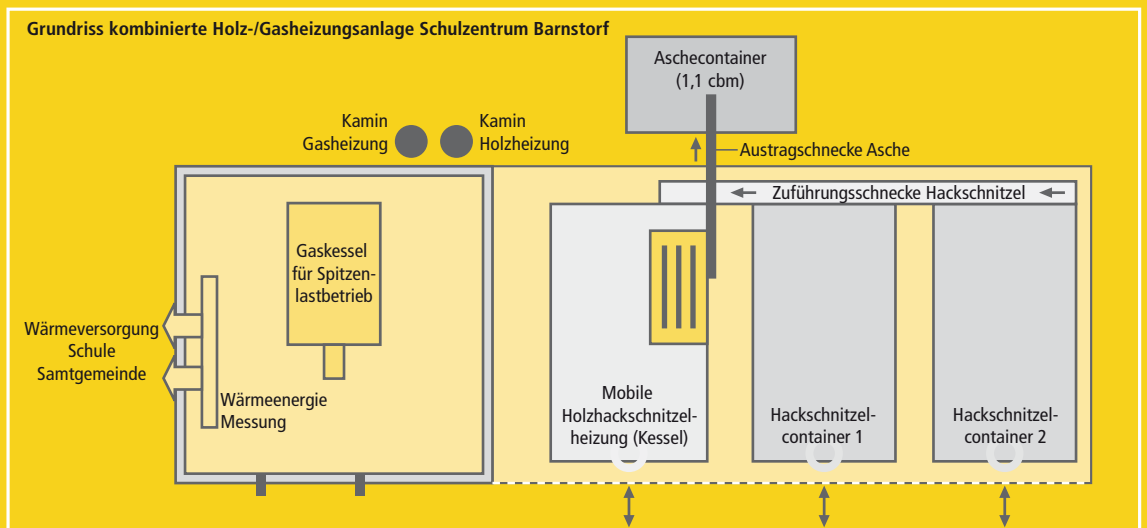 Grundriss kombinierte Holz-/Gasheizungsanlage Schulzentrum Barnstorf
Aschecontainer
(1,1 cbm)
Kamin
Gasheizung
Kamin
Holzheizung
Austragschnecke Asche
Zuführungsschnecke Hackschnitzel
Gaskessel
für Spitzen-
lastbetrieb
Wärmeversorgung
Schule
Samtgemeinde
Wärmeenergie
Messung
Mobile
Holzhackschnitzel-
heizung (Kessel)
Hackschnitzel-
container 1
Hackschnitzel-
container 2